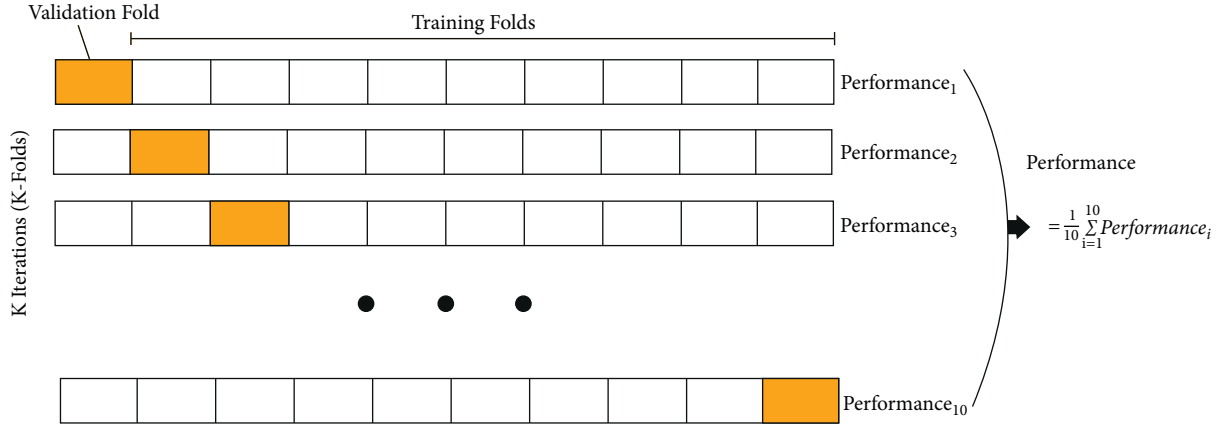 Validation Fold
Training Folds
K Iterations (K-Folds)
Performance₁
Performance₂
Performance₃
Performance₁₀
Performance
= 1/10 10 Σ i=1 Performanceᵢ